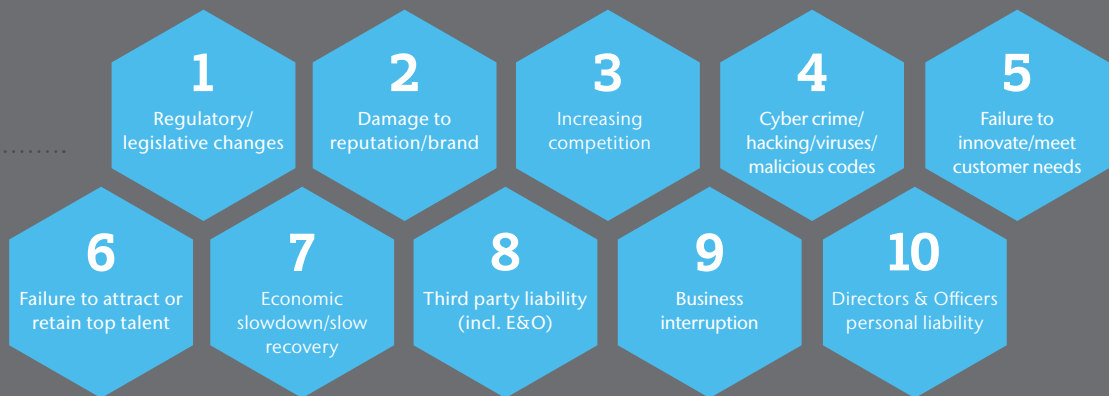 1
Regulatory/
legislative changes
2
Damage to
reputation/brand
3
Increasing
competition
4
Cyber crime/
hacking/viruses/
malicious codes
5
Failure to
innovate/meet
customer needs
6
Failure to attract or
retain top talent
7
Economic
slowdown/slow
recovery
8
Third party liability
(incl. E&O)
9
Business
interruption
10
Directors & Officers
personal liability